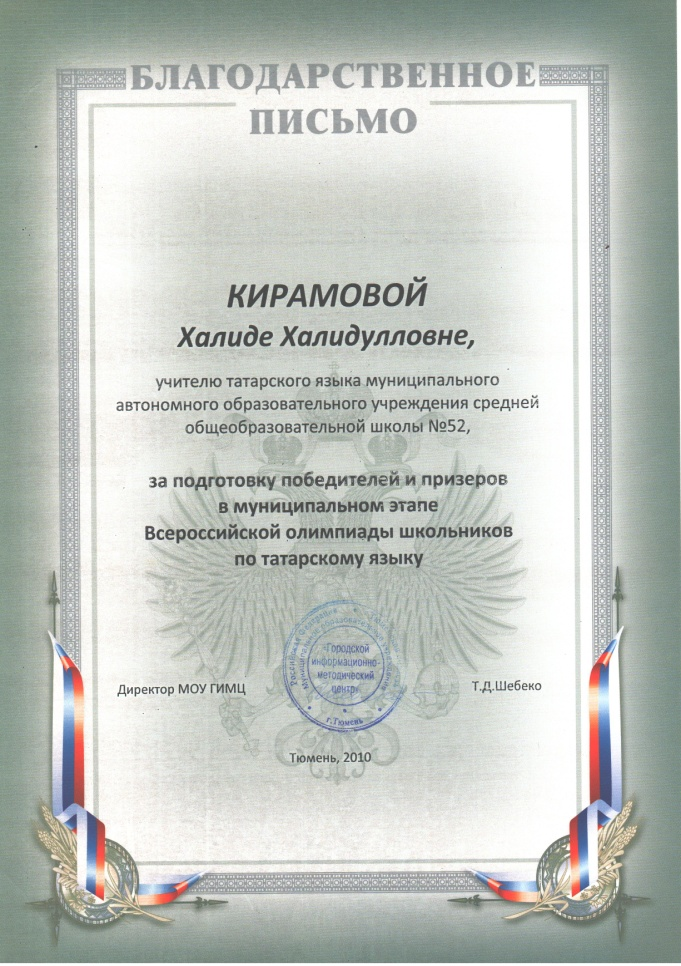 БЛАГОДАРСТВЕННОЕ
ПИСЬМО
КИРАМОВОЙ
Халиде Халидулловне,
учителю татарского языка муниципального
автономного образовательного учреждения средней
общеобразовательной школы №52,
за подготовку победителей и призеров
в муниципальном этапе
Всероссийской олимпиады школьников
по татарскому языку
Российская Федерация
«Городской
информационно-
методический
центр»
г.Тюмень
Директор МОУ ГИМЦ
Т.Д.Шебеко
Тюмень, 2010